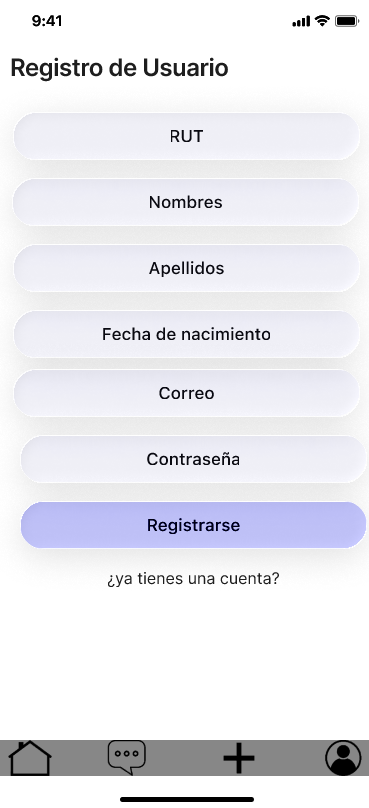 9:41
Registro de Usuario
RUT
Nombres
Apellidos
Fecha de nacimiento
Correo
Contraseña
Registrarse
¿ya tienes una cuenta?